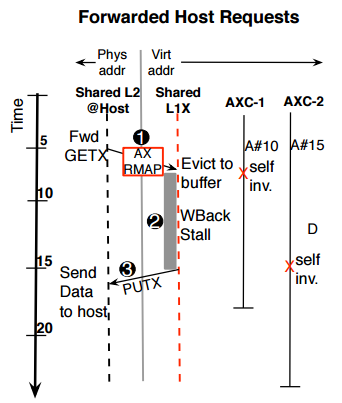 Forwarded Host Requests
Phys addr
Virt addr
Shared L2 @Host
Shared L1X
AXC-1
AXC-2
Time
5
10
15
20
Fwd GETX
1
AX RMAP
Evict to buffer
2
WBack Stall
3
Send Data to host
PUTX
A#10
self inv.
A#15
D
self inv.